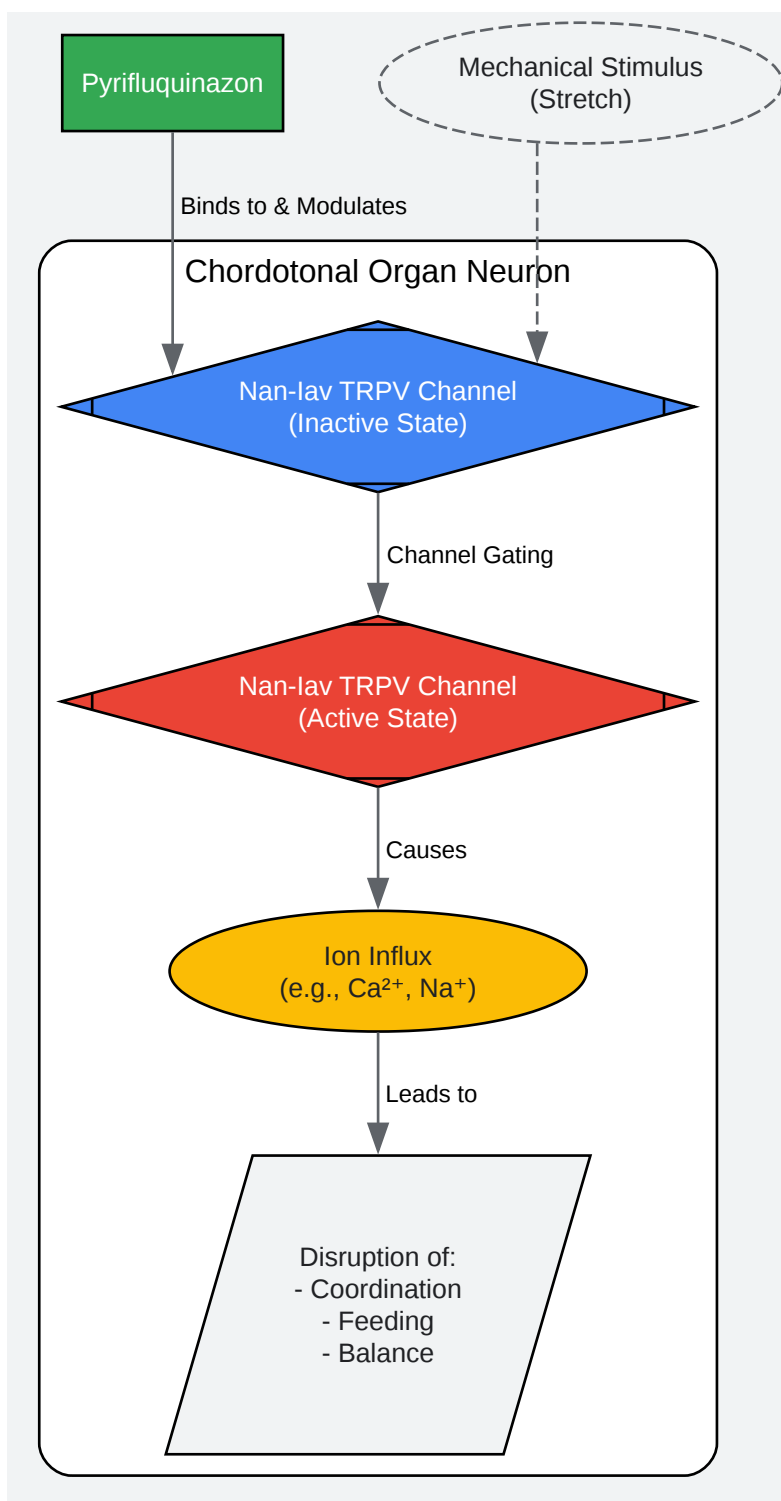 Pyrifluquinazon
Mechanical Stimulus
(Stretch)
Binds to & Modulates
Chordotonal Organ Neuron
Nan-Iav TRPV Channel
(Inactive State)
Channel Gating
Nan-Iav TRPV Channel
(Active State)
Causes
Ion Influx
(e.g., Ca²⁺, Na⁺)
Leads to
Disruption of:
- Coordination
- Feeding
- Balance